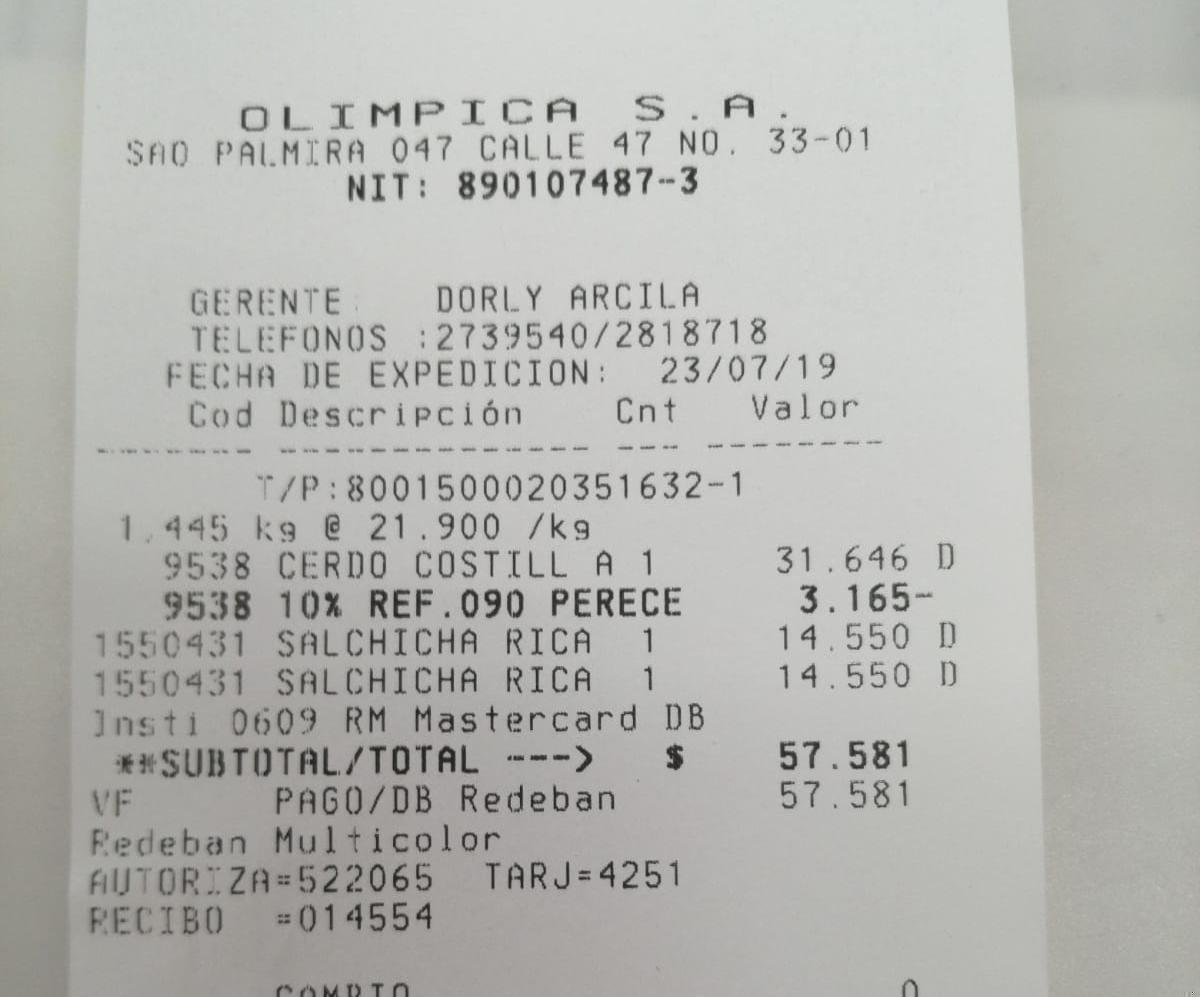 OLIMPICA S.A.
SAO PALMIRA 047 CALLE 47 NO. 33-01
NIT: 890107487-3
GERENTE: DORLY ARCILA
TELEFONOS :2739540/2818718
FECHA DE EXPEDICION: 23/07/19
Cod Descripción Cnt Valor
T/P:8001500020351632-1
1.445 kg @ 21.900 /kg
9538 CERDO COSTILL A 1 31.646 D
9538 10% REF.090 PERECE 3.165-
1550431 SALCHICHA RICA 1 14.550 D
1550431 SALCHICHA RICA 1 14.550 D
Insti 0609 RM Mastercard DB
**SUBTOTAL/TOTAL ---> $ 57.581
VF PAGO/DB Redeban 57.581
Redeban Multicolor
AUTORIZA=522065 TARJ=4251
RECIBO =014554
CAMBIO 0